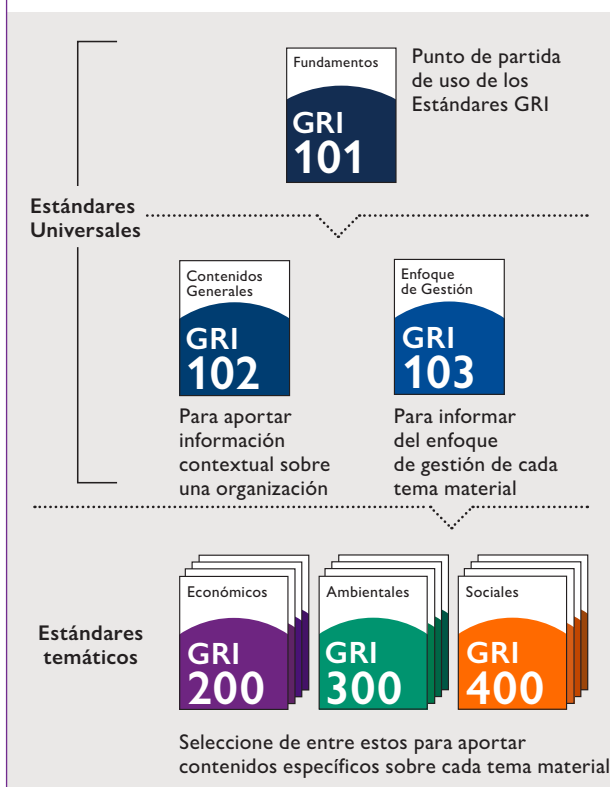 Fundamentos
GRI
101
Punto de partida
de uso de los
Estándares GRI
Estándares
Universales
Contenidos
Generales
GRI
102
Para aportar
información
contextual sobre
una organización
Enfoque
de Gestión
GRI
103
Para informar
del enfoque
de gestión de cada
tema material
Estándares
temáticos
Económicos
GRI
200
Ambientales
GRI
300
Sociales
GRI
400
Seleccione de entre estos para aportar
contenidos específicos sobre cada tema material